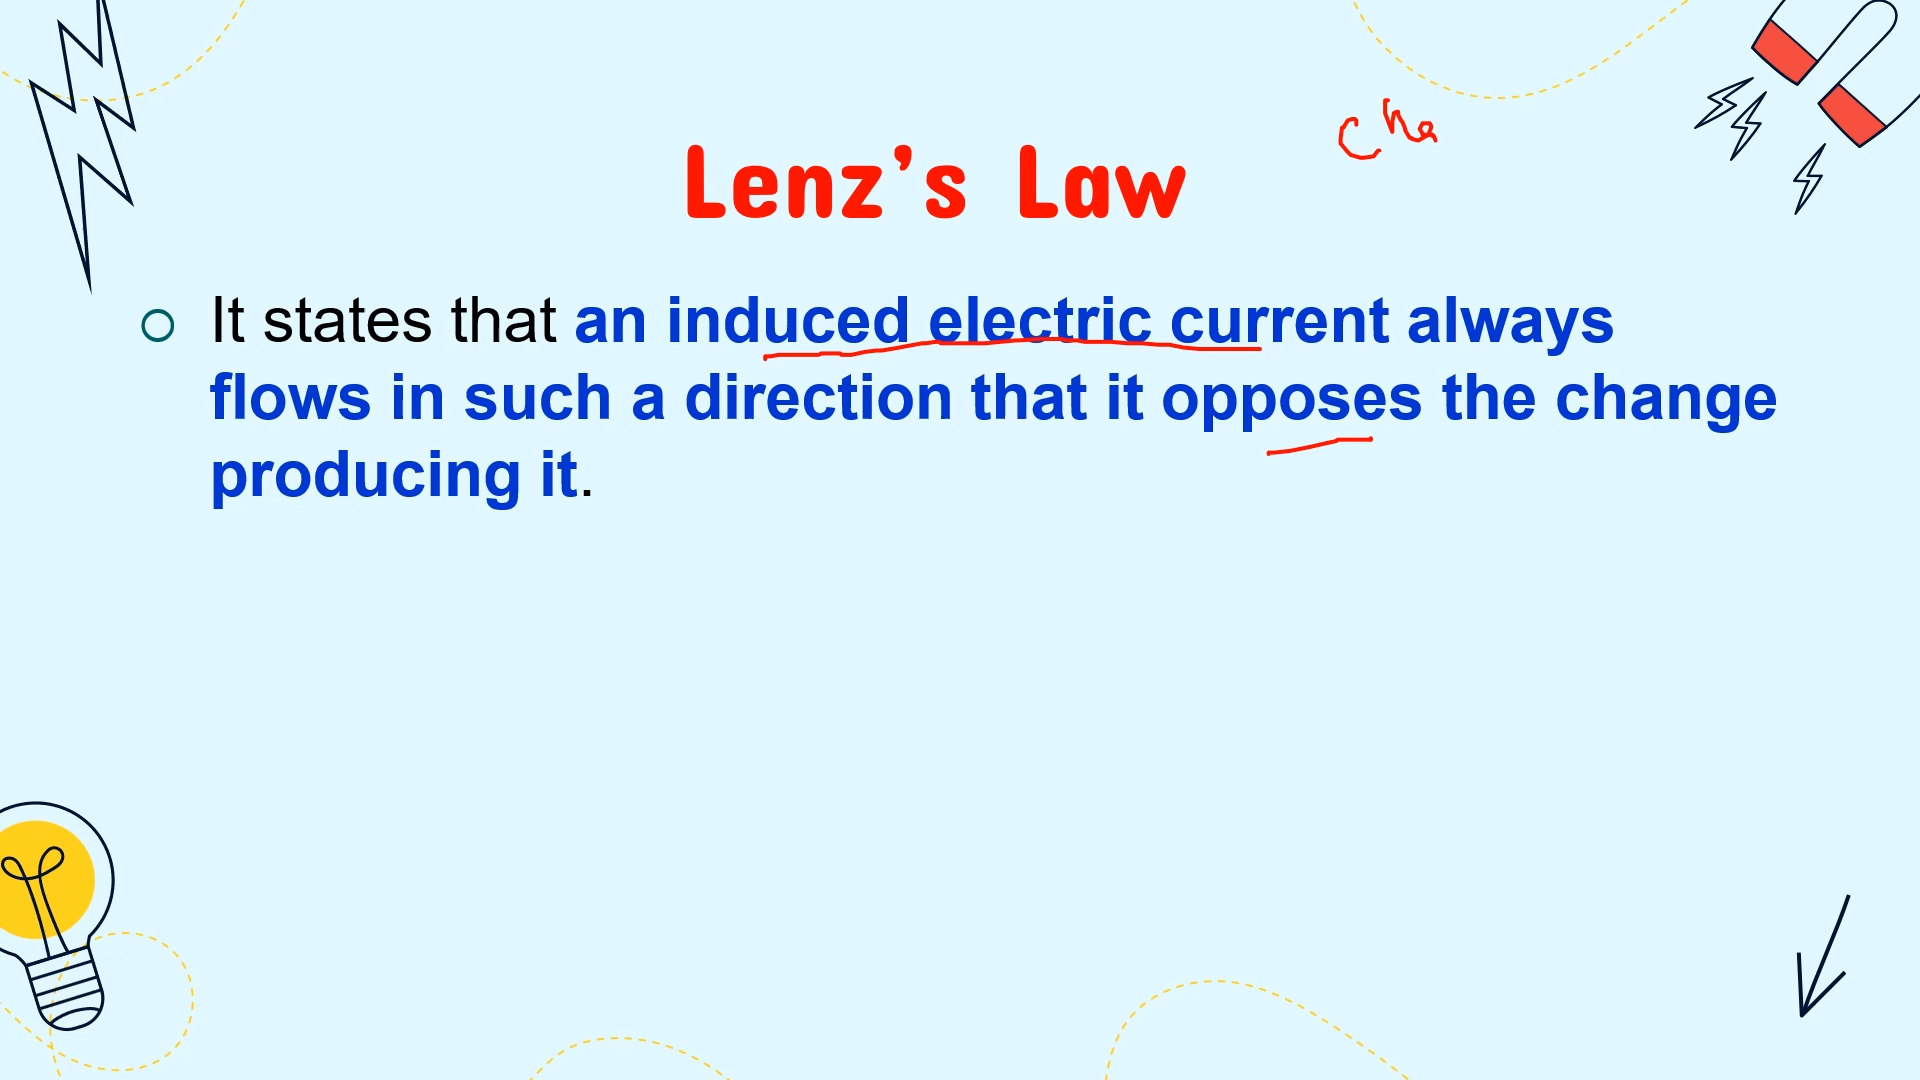 Cha
Lenz's Law
It states that an induced electric current always
flows in such a direction that it opposes the change
producing it.